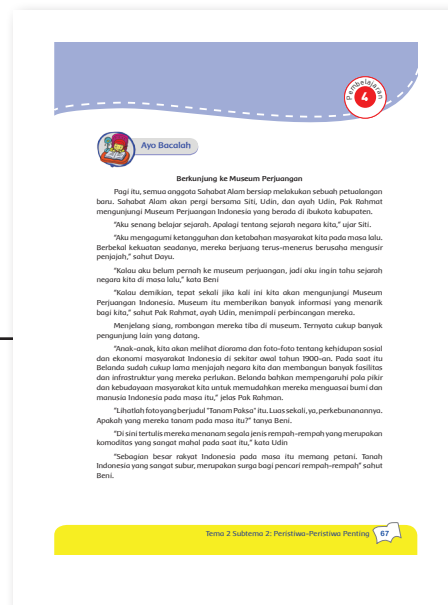 Pembelajaran
4
Ayo Bacalah
Berkunjung ke Museum Perjuangan
Pagi itu, semua anggota Sahabat Alam bersiap melakukan sebuah petualangan
baru. Sahabat Alam akan pergi bersama Siti, Udin, dan ayah Udin, Pak Rahmat
mengunjungi Museum Perjuangan Indonesia yang berada di ibukota kabupaten.
"Aku senang belajar sejarah. Apalagi tentang sejarah negara kita," ujar Siti.
"Aku mengagumi ketangguhan dan ketabahan masyarakat kita pada masa lalu.
Berbekal kekuatan seadanya, mereka berjuang terus-menerus berusaha mengusir
penjajah," sahut Dayu.
"Kalau aku belum pernah ke museum perjuangan, jadi aku ingin tahu sejarah
negara kita di masa lalu," kata Beni
"Kalau demikian, tepat sekali jika kali ini kita akan mengunjungi Museum
Perjuangan Indonesia. Museum itu memberikan banyak informasi yang menarik
bagi kita," sahut Pak Rahmat, ayah Udin, menimpali perbincangan mereka.
Menjelang siang, rombongan mereka tiba di museum. Ternyata cukup banyak
pengunjung lain yang datang.
"Anak-anak, kita akan melihat diorama dan foto-foto tentang kehidupan sosial
dan ekonomi masyarakat Indonesia di sekitar awal tahun 1900-an. Pada saat itu
Belanda sudah cukup lama menjajah negara kita dan membangun banyak fasilitas
dan infrastruktur yang mereka perlukan. Belanda bahkan mempengaruhi pola pikir
dan kebudayaan masyarakat kita untuk memudahkan mereka menguasai bumi dan
manusia Indonesia pada masa itu," jelas Pak Rahman.
"Lihatlah foto yang berjudul "Tanam Paksa" itu. Luas sekali, ya, perkebunanannya.
Apakah yang mereka tanam pada masa itu?" tanya Beni.
"Di sini tertulis mereka menanam segala jenis rempah-rempah yang merupakan
komoditas yang sangat mahal pada saat itu," kata Udin
"Sebagian besar rakyat Indonesia pada masa itu memang petani. Tanah
Indonesia yang sangat subur, merupakan surga bagi pencari rempah-rempah" sahut
Beni.
Tema 2 Subtema 2: Peristiwa-Peristiwa Penting
67